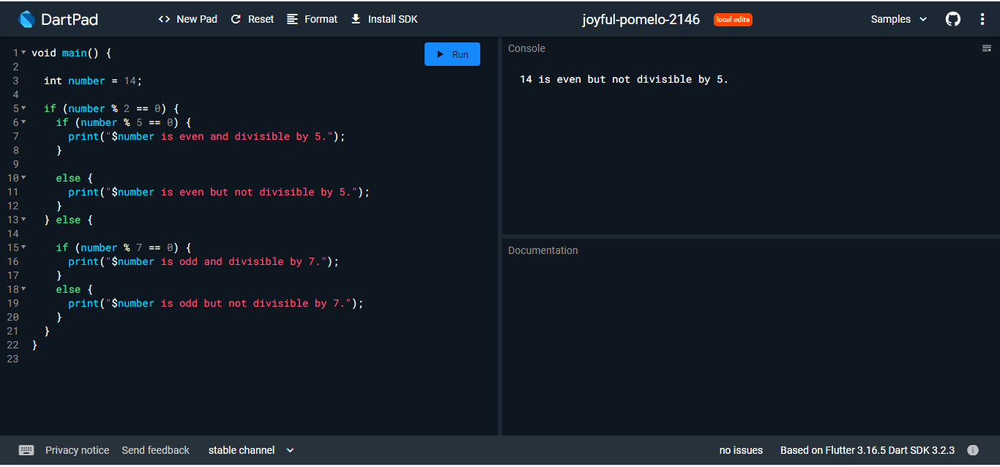 DartPad
<> New Pad
Reset
Format
Install SDK
joyful-pomelo-2146
local edits
Samples
1 void main() {
2
3   int number = 14;
4
5   if (number % 2 == 0) {
6     if (number % 5 == 0) {
7       print("$number is even and divisible by 5.");
8     }
9
10     else {
11       print("$number is even but not divisible by 5.");
12     }
13   } else {
14
15     if (number % 7 == 0) {
16       print("$number is odd and divisible by 7.");
17     }
18     else {
19       print("$number is odd but not divisible by 7.");
20     }
21   }
22 }
23
Run
Console
14 is even but not divisible by 5.
Documentation
Privacy notice
Send feedback
stable channel
no issues
Based on Flutter 3.16.5 Dart SDK 3.2.3